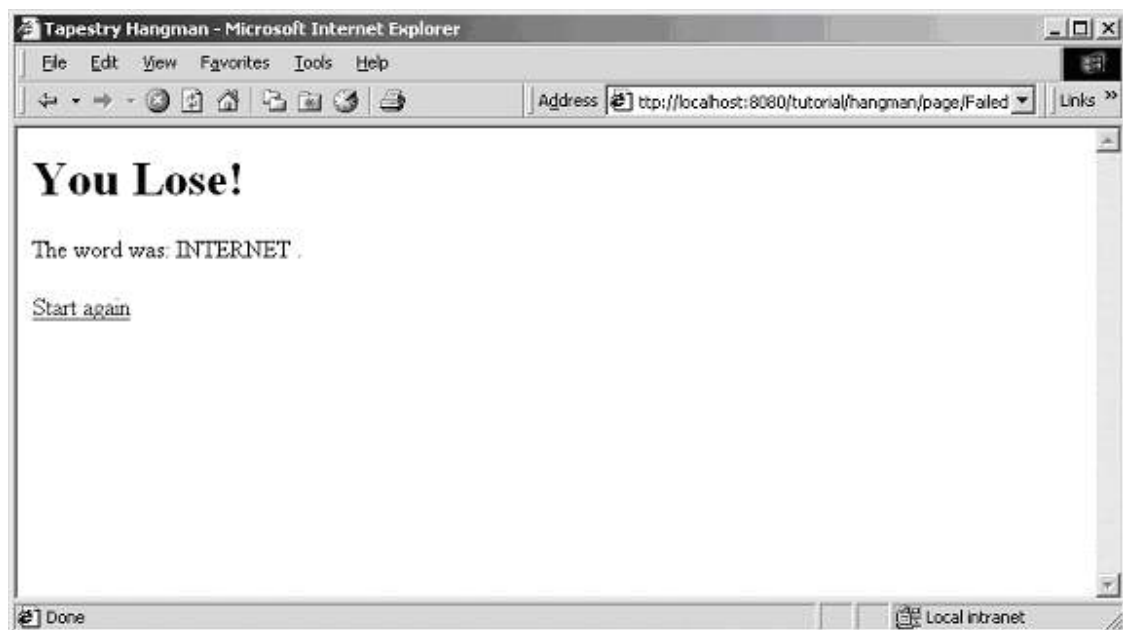 Tapestry Hangman - Microsoft Internet Explorer
File Edit View Favorites Tools Help
Address ttp://localhost:8080/tutorial/hangman/page/Failed Links »
You Lose!
The word was: INTERNET .
Start again
Done
Local intranet